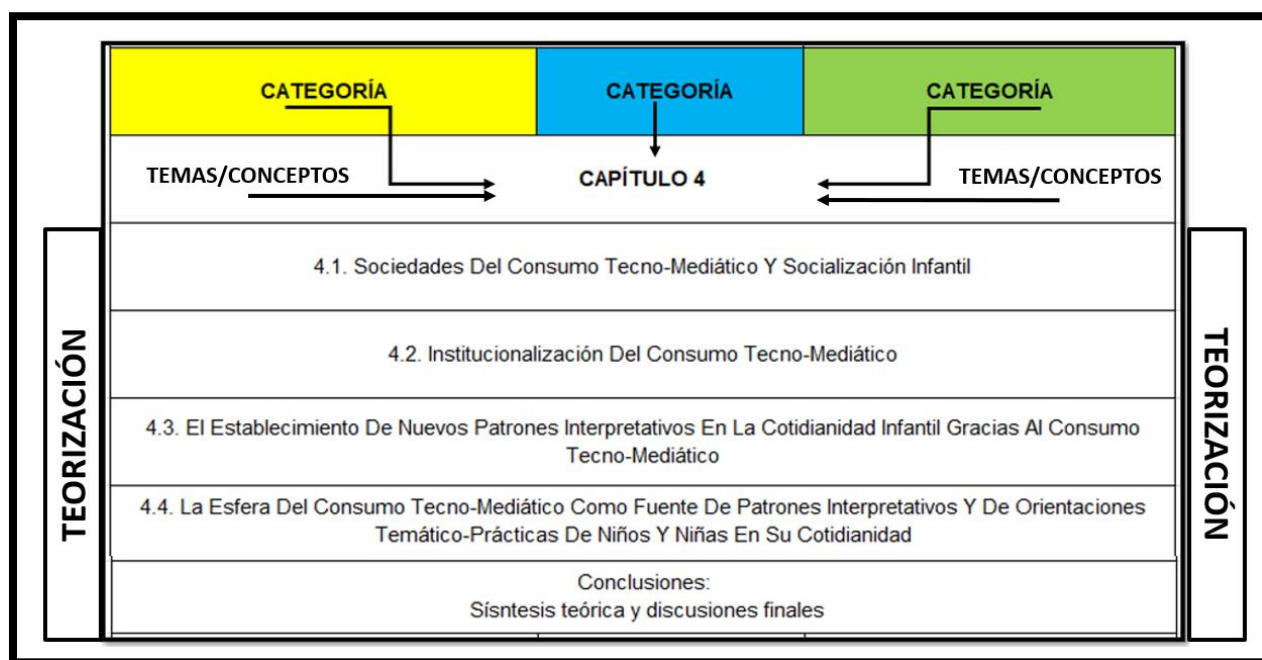 CATEGORÍA
CATEGORÍA
CATEGORÍA
TEMAS/CONCEPTOS
CAPÍTULO 4
TEMAS/CONCEPTOS
TEORIZACIÓN
4.1. Sociedades Del Consumo Tecno-Mediático Y Socialización Infantil
4.2. Institucionalización Del Consumo Tecno-Mediático
4.3. El Establecimiento De Nuevos Patrones Interpretativos En La Cotidianidad Infantil Gracias Al Consumo
Tecno-Mediático
4.4. La Esfera Del Consumo Tecno-Mediático Como Fuente De Patrones Interpretativos Y De Orientaciones
Temático-Prácticas De Niños Y Niñas En Su Cotidianidad
Conclusiones:
Sísntesis teórica y discusiones finales
TEORIZACIÓN